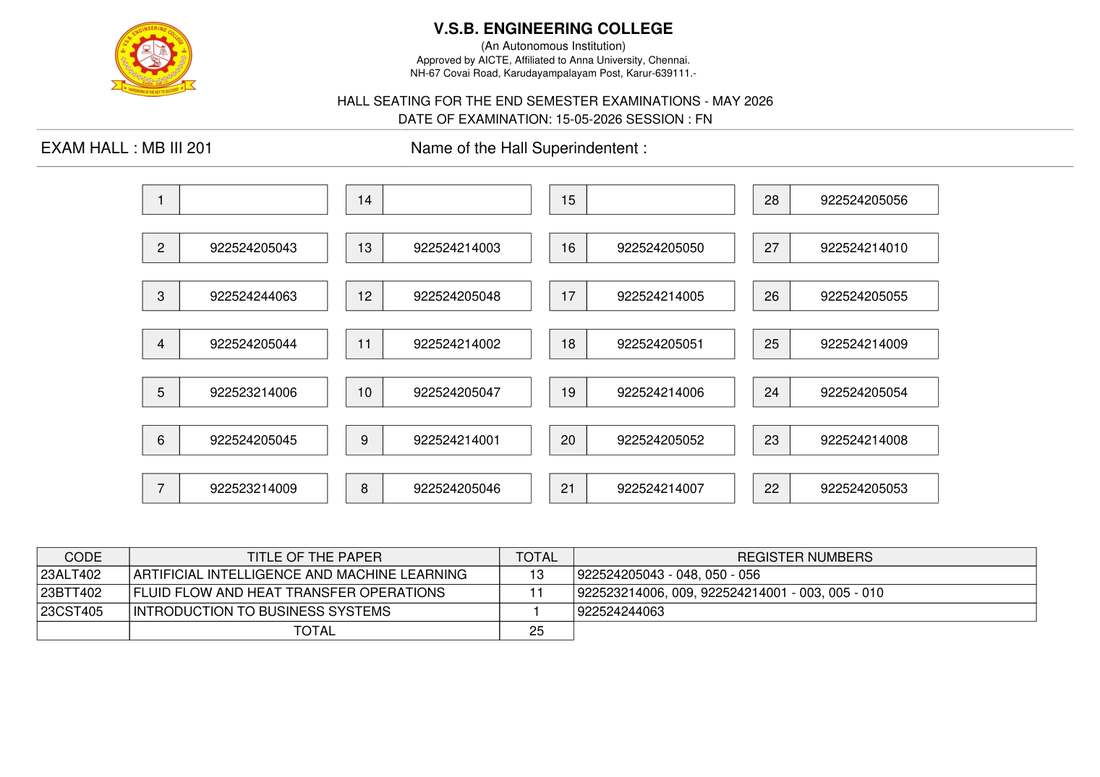 V.S.B. ENGINEERING COLLEGE
(An Autonomous Institution)
Approved by AICTE, Affiliated to Anna University, Chennai.
NH-67 Covai Road, Karudayampalayam Post, Karur-639111.-
HALL SEATING FOR THE END SEMESTER EXAMINATIONS - MAY 2026
DATE OF EXAMINATION: 15-05-2026 SESSION : FN
EXAM HALL : MB III 201 Name of the Hall Superindentent :
1 14 15 28 922524205056
2 922524205043 13 922524214003 16 922524205050 27 922524214010
3 922524244063 12 922524205048 17 922524214005 26 922524205055
4 922524205044 11 922524214002 18 922524205051 25 922524214009
5 922523214006 10 922524205047 19 922524214006 24 922524205054
6 922524205045 9 922524214001 20 922524205052 23 922524214008
7 922523214009 8 922524205046 21 922524214007 22 922524205053
CODE TITLE OF THE PAPER TOTAL REGISTER NUMBERS
23ALT402 ARTIFICIAL INTELLIGENCE AND MACHINE LEARNING 13 922524205043 - 048, 050 - 056
23BTT402 FLUID FLOW AND HEAT TRANSFER OPERATIONS 11 922523214006, 009, 922524214001 - 003, 005 - 010
23CST405 INTRODUCTION TO BUSINESS SYSTEMS 1 922524244063
TOTAL 25